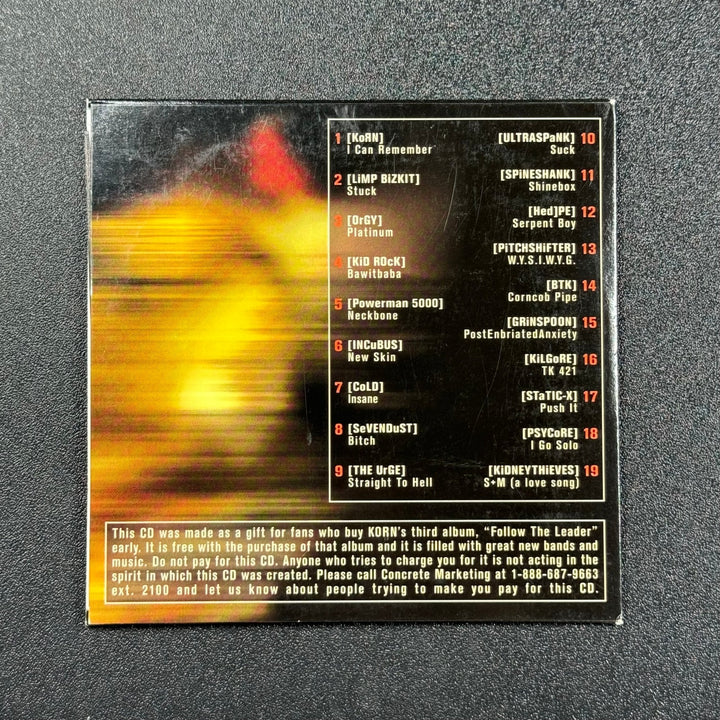 1 [KoRN]
I Can Remember
2 [LiMP BiZKIT]
Stuck
3 [OrGY]
Platinum
4 [KiD ROcK]
Bawitbaba
5 [Powerman 5000]
Neckbone
6 [INCuBUS]
New Skin
7 [CoLD]
Insane
8 [SeVENDuST]
Bitch
9 [THE UrGE]
Straight To Hell
[ULTRASPaNK] 10
Suck
[SPiNESHANK] 11
Shinebox
[Hed]PE] 12
Serpent Boy
[PiTCHSHiFTER] 13
W.Y.S.I.W.Y.G.
[BTK] 14
Corncob Pipe
[GRiNSPOON] 15
PostEnbriatedAnxiety
[KiLGoRE] 16
TK 421
[STaTIC-X] 17
Push It
[PSYCoRE] 18
I Go Solo
[KiDNEYTHiEVES] 19
S+M (a love song)
This CD was made as a gift for fans who buy KORN's third album, "Follow The Leader"
early. It is free with the purchase of that album and it is filled with great new bands and
music. Do not pay for this CD. Anyone who tries to charge you for it is not acting in the
spirit in which this CD was created. Please call Concrete Marketing at 1-888-687-9663
ext. 2100 and let us know about people trying to make you pay for this CD.